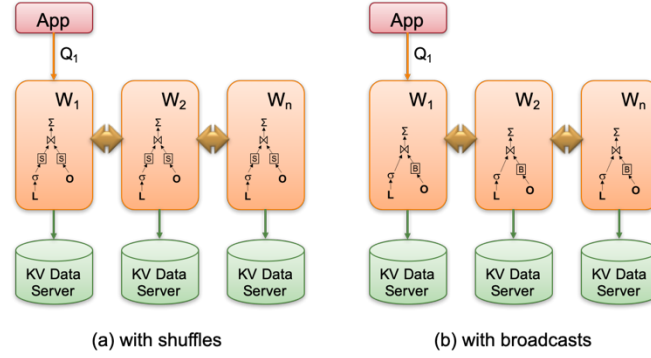 App
Q1
W1
W2
Wn
Σ
⋈
S
S
σ
L
O
Σ
⋈
S
S
σ
L
O
Σ
⋈
S
S
σ
L
O
KV Data
Server
KV Data
Server
KV Data
Server
(a) with shuffles
App
Q1
W1
W2
Wn
Σ
⋈
B
σ
L
O
Σ
⋈
B
σ
L
O
Σ
⋈
B
σ
L
O
KV Data
Server
KV Data
Server
KV Data
Server
(b) with broadcasts